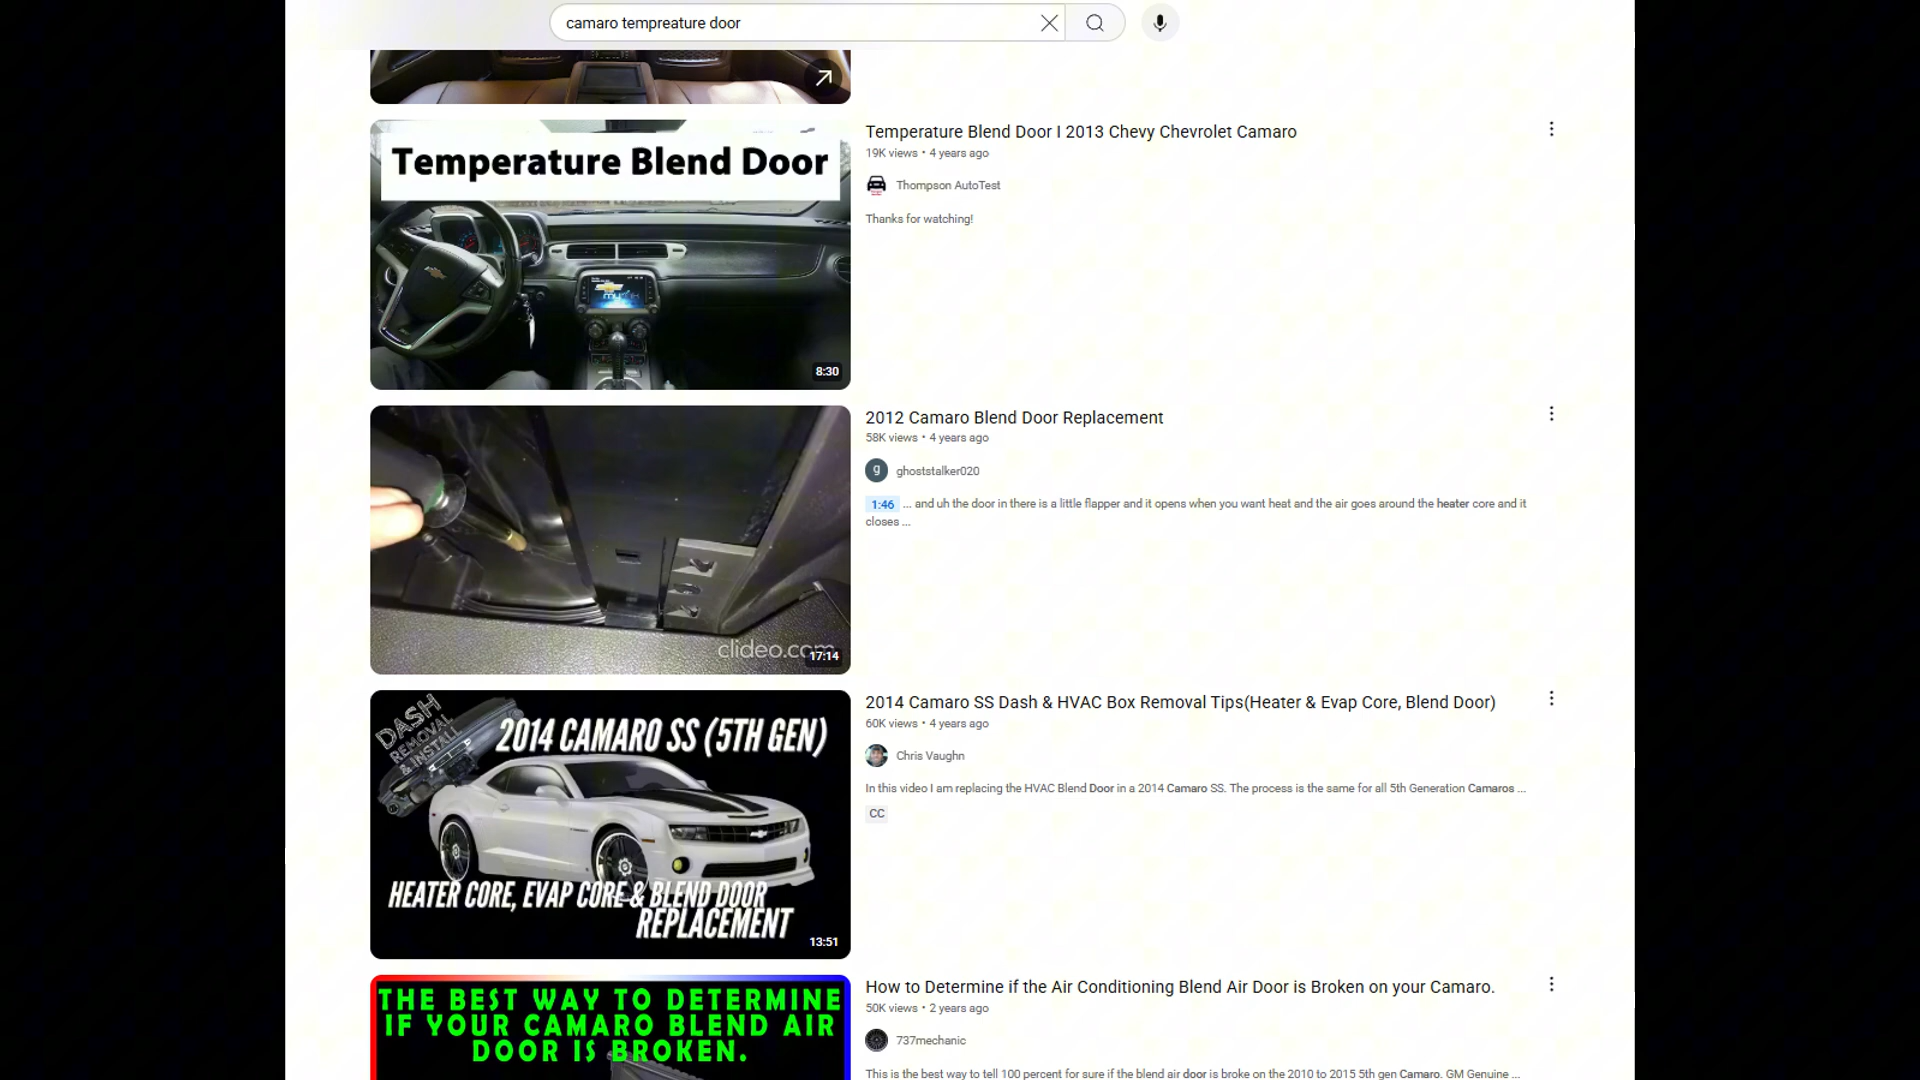 camaro tempreature door
Temperature Blend Door
8:30
Temperature Blend Door I 2013 Chevy Chevrolet Camaro
19K views • 4 years ago
Thompson AutoTest
Thanks for watching!
clideo.com
17:14
2012 Camaro Blend Door Replacement
58K views • 4 years ago
g
ghoststalker020
1:46 ... and uh the door in there is a little flapper and it opens when you want heat and the air goes around the heater core and it
closes ...
DASH
REMOVAL
& INSTALL
2014 CAMARO SS (5TH GEN)
HEATER CORE, EVAP CORE & BLEND DOOR
REPLACEMENT
13:51
2014 Camaro SS Dash & HVAC Box Removal Tips(Heater & Evap Core, Blend Door)
60K views • 4 years ago
Chris Vaughn
In this video I am replacing the HVAC Blend Door in a 2014 Camaro SS. The process is the same for all 5th Generation Camaros ...
CC
THE BEST WAY TO DETERMINE
IF YOUR CAMARO BLEND AIR
DOOR IS BROKEN.
How to Determine if the Air Conditioning Blend Air Door is Broken on your Camaro.
50K views • 2 years ago
737mechanic
This is the best way to tell 100 percent for sure if the blend air door is broke on the 2010 to 2015 5th gen Camaro. GM Genuine ...